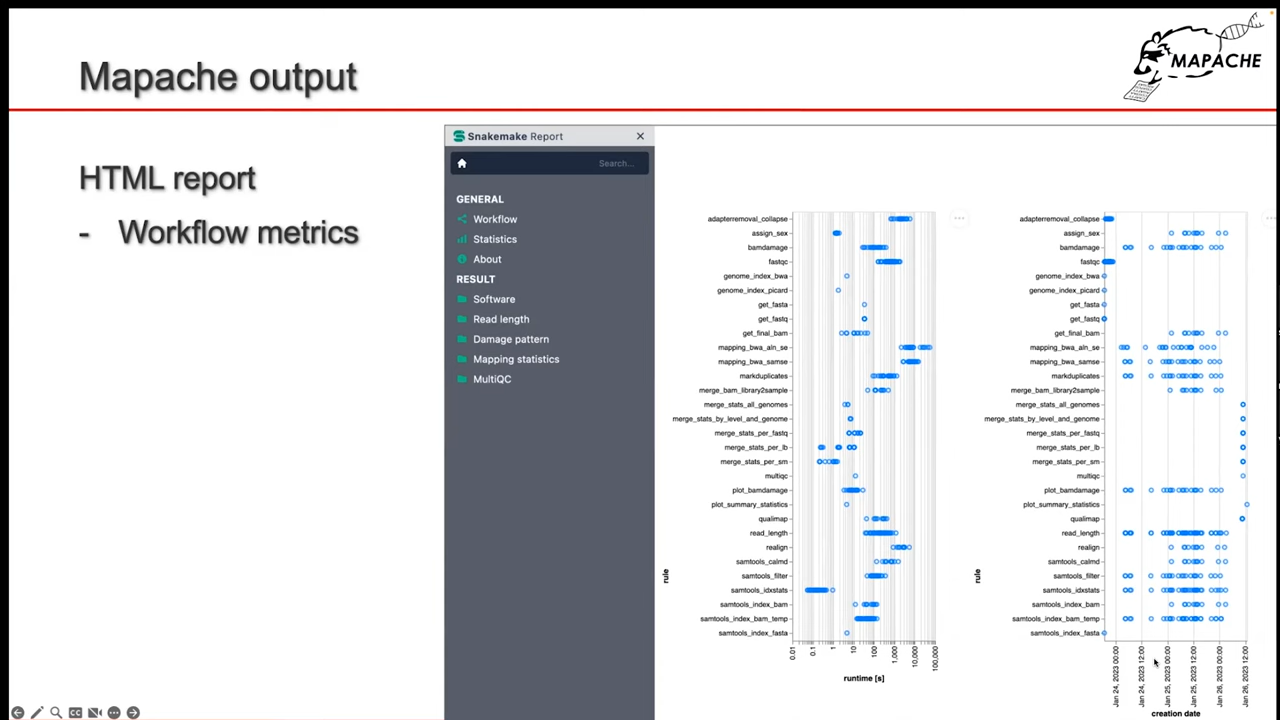 Mapache output
MAPACHE
HTML report
- Workflow metrics
Snakemake Report
Search...
GENERAL
Workflow
Statistics
About
RESULT
Software
Read length
Damage pattern
Mapping statistics
MultiQC
adapterremoval_collapse
assign_sex
bamdamage
fastqc
genome_index_bwa
genome_index_picard
get_fasta
get_fastq
get_final_bam
mapping_bwa_aln_se
mapping_bwa_samse
markduplicates
merge_bam_library2sample
merge_stats_all_genomes
merge_stats_by_level_and_genome
merge_stats_per_fastq
merge_stats_per_lb
merge_stats_per_sm
multiqc
plot_bamdamage
plot_summary_statistics
qualimap
read_length
realign
samtools_calmd
samtools_filter
samtools_idxstats
samtools_index_bam
samtools_index_bam_temp
samtools_index_fasta
rule
0.01
0.1
1
10
100
1,000
10,000
100,000
runtime [s]
adapterremoval_collapse
assign_sex
bamdamage
fastqc
genome_index_bwa
genome_index_picard
get_fasta
get_fastq
get_final_bam
mapping_bwa_aln_se
mapping_bwa_samse
markduplicates
merge_bam_library2sample
merge_stats_all_genomes
merge_stats_by_level_and_genome
merge_stats_per_fastq
merge_stats_per_lb
merge_stats_per_sm
multiqc
plot_bamdamage
plot_summary_statistics
qualimap
read_length
realign
samtools_calmd
samtools_filter
samtools_idxstats
samtools_index_bam
samtools_index_bam_temp
samtools_index_fasta
rule
Jan 24, 2023 00:00
Jan 24, 2023 12:00
Jan 25, 2023 00:00
Jan 25, 2023 12:00
Jan 26, 2023 00:00
Jan 26, 2023 12:00
creation date